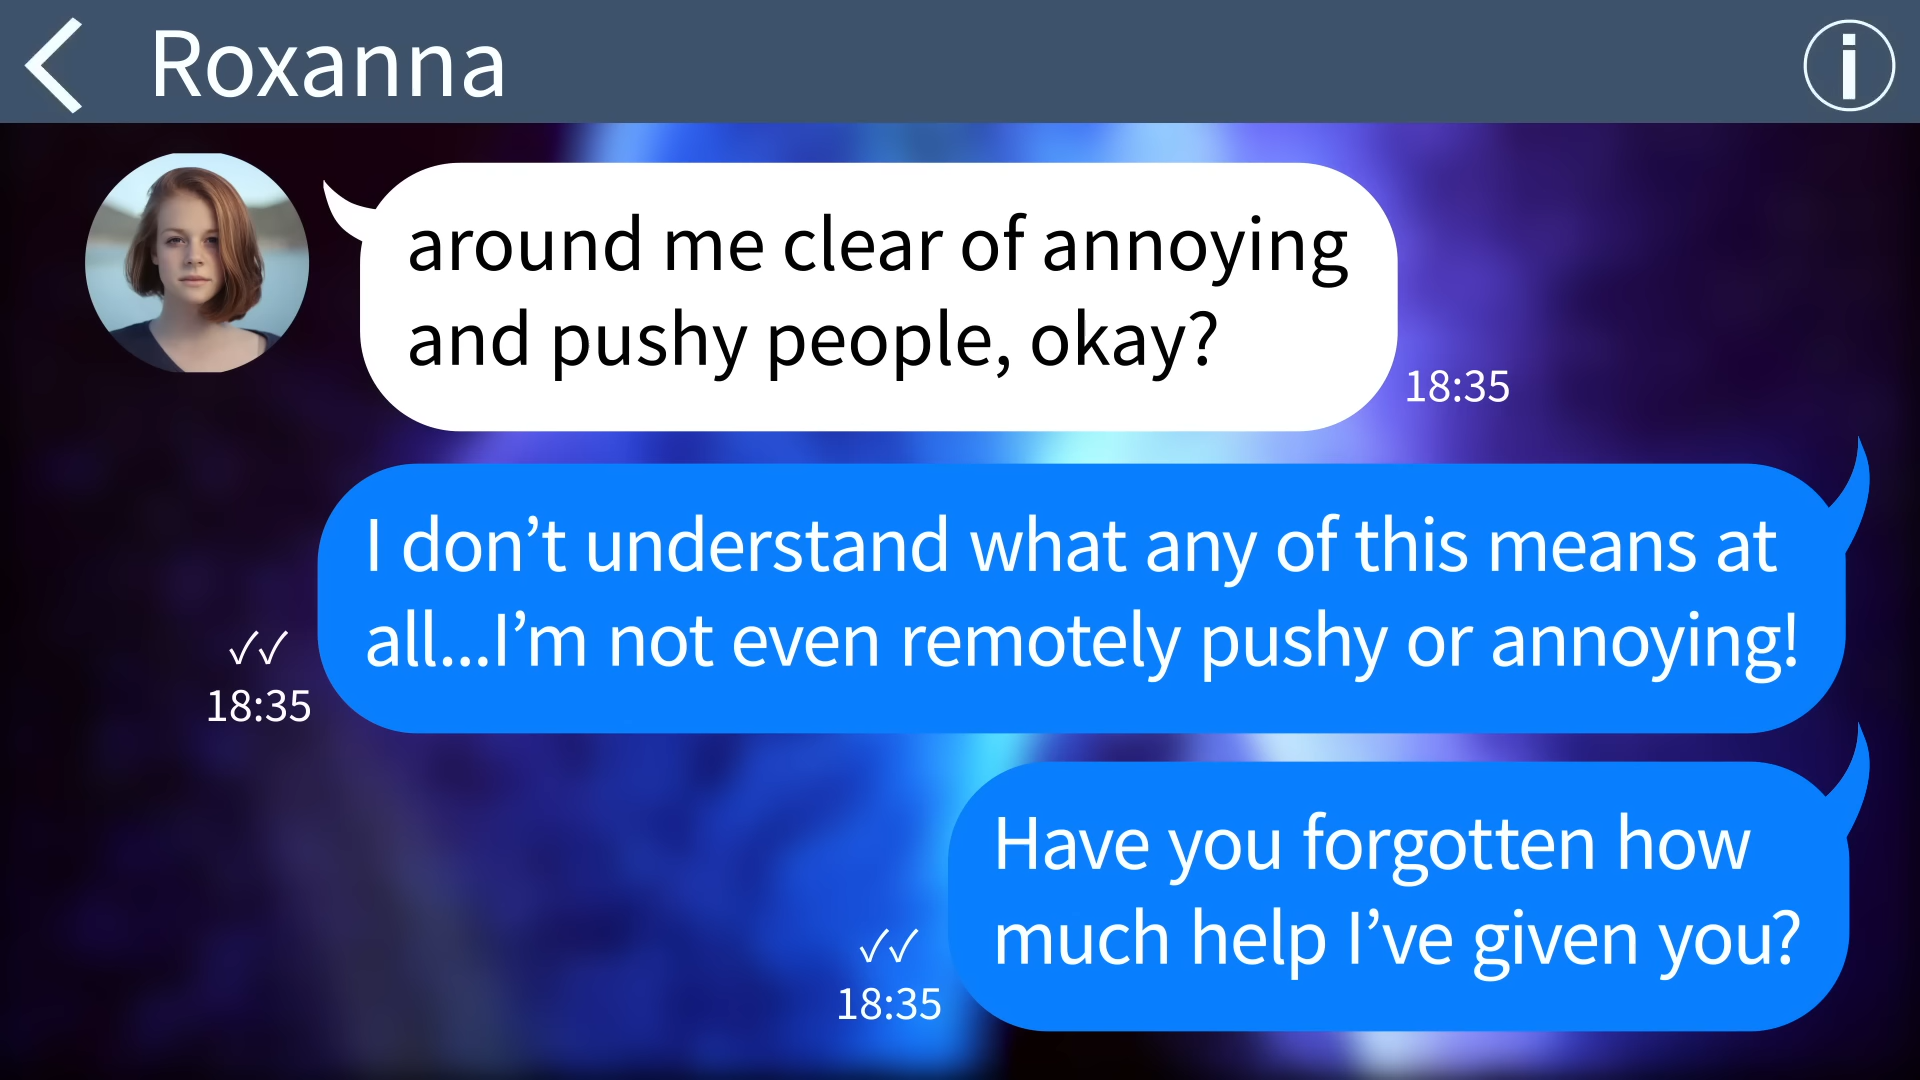 Roxanna
around me clear of annoying
and pushy people, okay?
18:35
I don’t understand what any of this means at
all...I’m not even remotely pushy or annoying!
18:35
Have you forgotten how
much help I’ve given you?
18:35